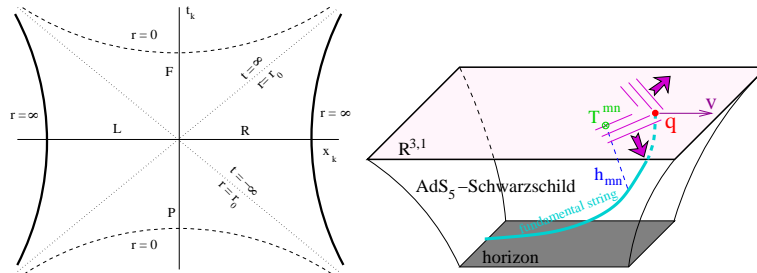 t_k
r = 0
F
t = ∞
r = r_0
r = ∞
r = ∞
L
R
x_k
t = −∞
r = r_0
P
r = 0
T^mn
v
q
R^3,1
h_mn
AdS_5−Schwarzschild
fundamental string
horizon